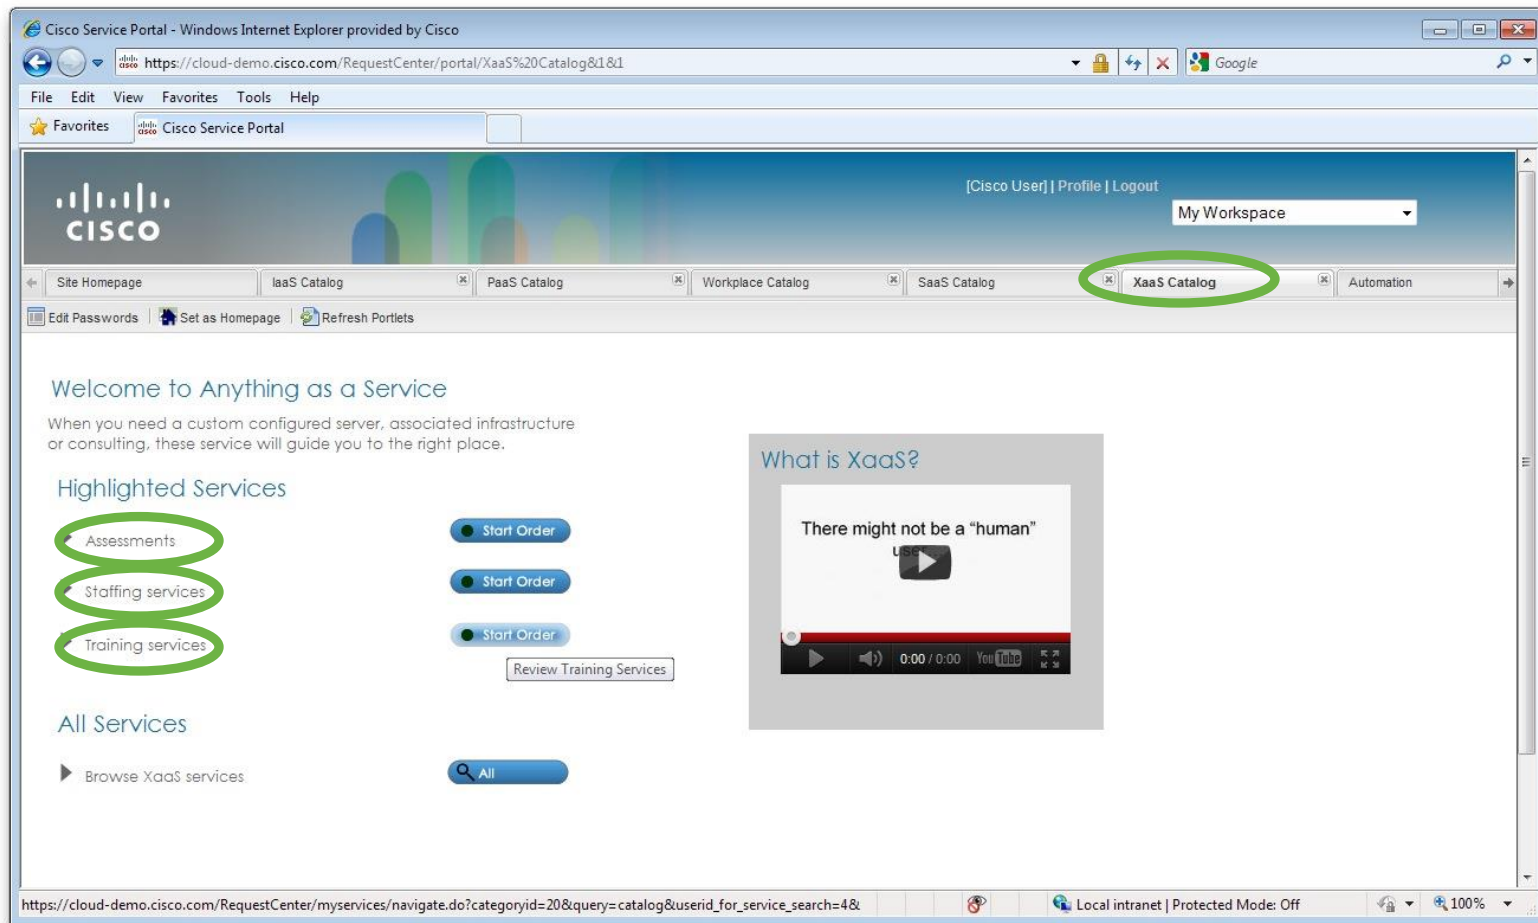 Cisco Service Portal - Windows Internet Explorer provided by Cisco
https://cloud-demo.cisco.com/RequestCenter/portal/XaaS%20Catalog&1&1
Google
File Edit View Favorites Tools Help
Favorites
Cisco Service Portal
[Cisco User] | Profile | Logout
My Workspace
CISCO
Site Homepage
IaaS Catalog
PaaS Catalog
Workplace Catalog
SaaS Catalog
XaaS Catalog
Automation
Edit Passwords
Set as Homepage
Refresh Portlets
Welcome to Anything as a Service
When you need a custom configured server, associated infrastructure
or consulting, these service will guide you to the right place.
Highlighted Services
Assessments
Start Order
Staffing services
Start Order
Training services
Start Order
Review Training Services
All Services
Browse XaaS services
All
What is XaaS?
There might not be a "human"
user
0:00 / 0:00
YouTube
https://cloud-demo.cisco.com/RequestCenter/myservices/navigate.do?categoryid=20&query=catalog&userid_for_service_search=4&
Local intranet | Protected Mode: Off
100%